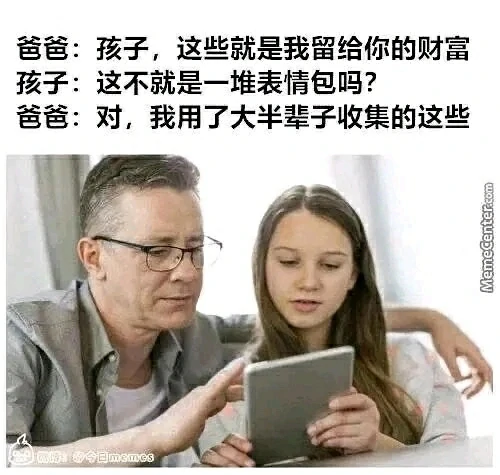 爸爸：孩子，这些就是我留给你的财富
孩子：这不就是一堆表情包吗？
爸爸：对，我用了大半辈子收集的这些
MemeCenter.com
微博：@今日memes